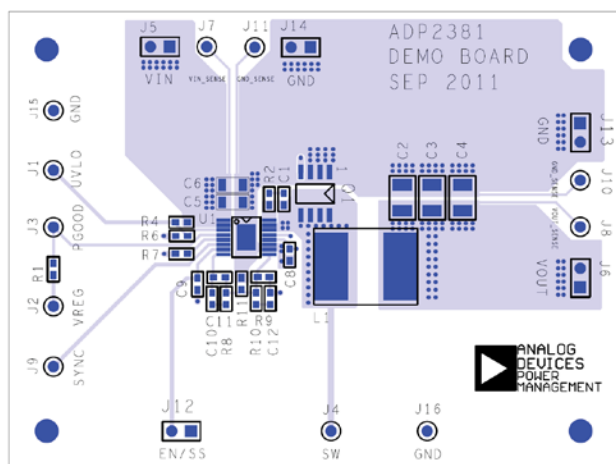 J5
J7
J11
J14
ADP2381
DEMO BOARD
SEP 2011
VIN
VIN_SENSE
GND_SENSE
GND
J15
GND
J13
GND
J1
UVLO
C6
C5
R2
C1
1
Q1
C2
C3
C4
GND_SENSE
J10
J3
PGOOD
R4
R6
R7
U1
VOUT_SENSE
J8
R1
C9
C8
J6
VOUT
J2
VREG
C10
C11
R8
R11
R10
R9
C12
L1
J9
SYNC
ANALOG
DEVICES
POWER
MANAGEMENT
J12
EN/SS
J4
SW
J16
GND